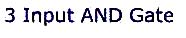 3 Input AND Gate